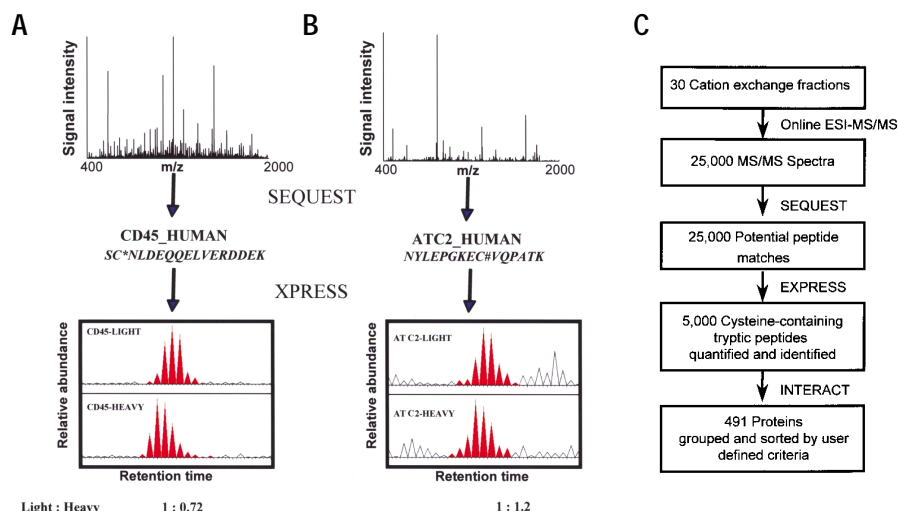 A
Signal intensity
400
m/z
2000
SEQUEST
CD45_HUMAN
SC*NLDEQQELVERDDEK
XPRESS
Relative abundance
CD45-LIGHT
CD45-HEAVY
Retention time
Light : Heavy
1 : 0.72
B
Signal intensity
400
m/z
2000
ATC2_HUMAN
NYLEPGKEC#VQPATK
Relative abundance
AT C2-LIGHT
AT C2-HEAVY
Retention time
1 : 1.2
C
30 Cation exchange fractions
Online ESI-MS/MS
25,000 MS/MS Spectra
SEQUEST
25,000 Potential peptide
matches
EXPRESS
5,000 Cysteine-containing
tryptic peptides
quantified and identified
INTERACT
491 Proteins
grouped and sorted by user
defined criteria